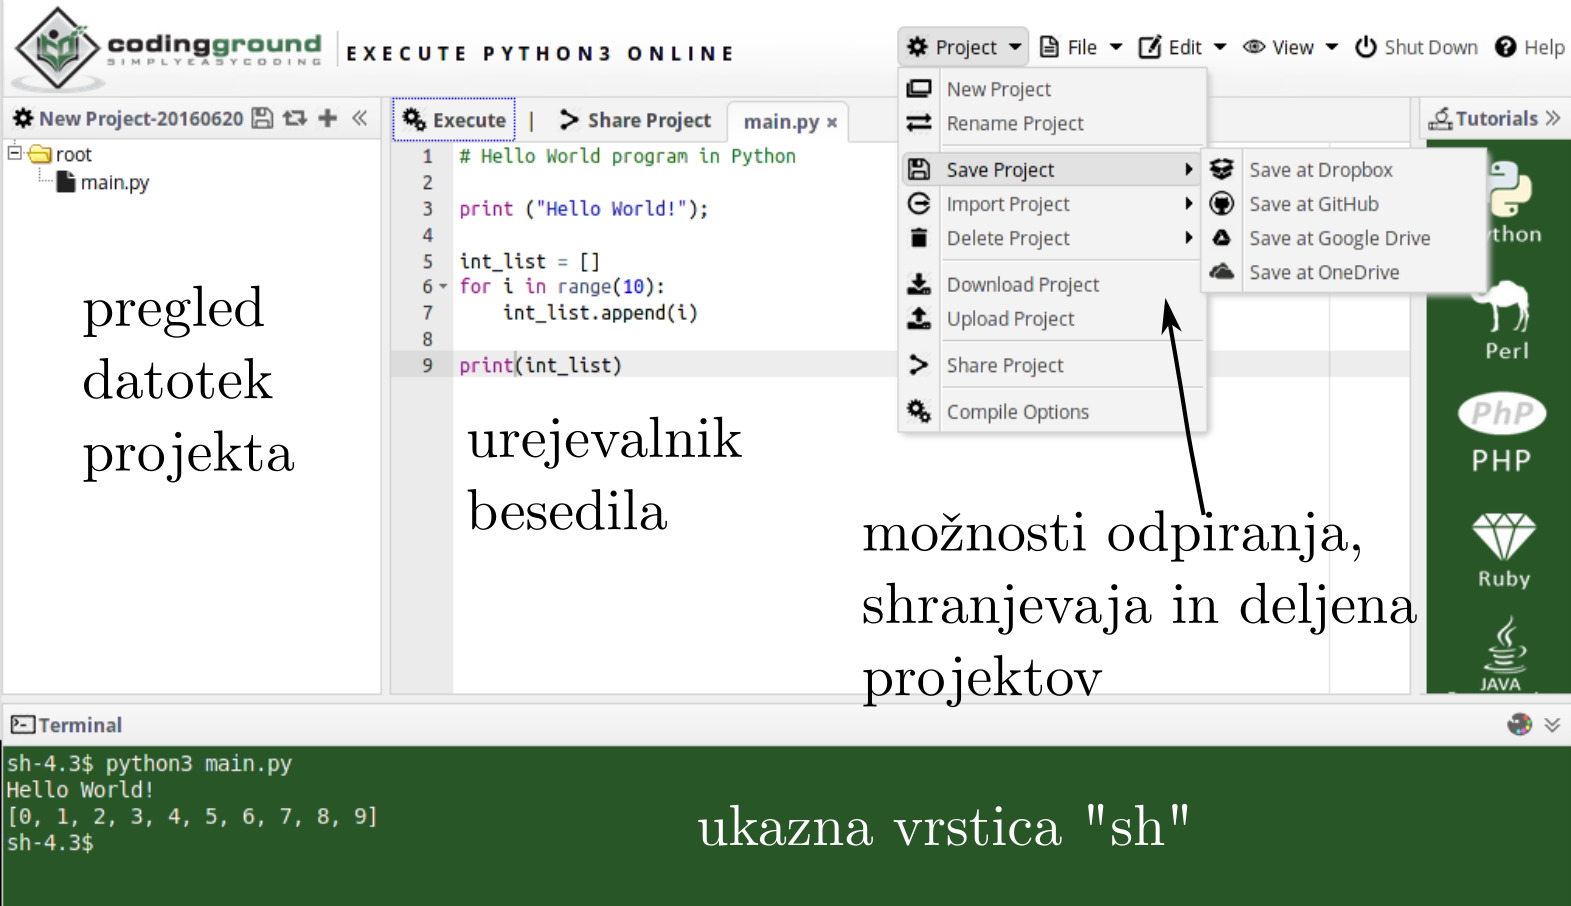 codingground
SIMPLYEASYCODING
EXECUTE PYTHON3 ONLINE
Project File Edit View Shut Down Help
New Project-20160620
root
main.py
Execute | Share Project main.py ×
1 # Hello World program in Python
2
3 print ("Hello World!");
4
5 int_list = []
6 for i in range(10):
7     int_list.append(i)
8
9 print(int_list)
New Project
Rename Project
Save Project
Import Project
Delete Project
Download Project
Upload Project
Share Project
Compile Options
Save at Dropbox
Save at GitHub
Save at Google Drive
Save at OneDrive
Tutorials
thon
Perl
PhP
PHP
Ruby
JAVA
pregled
datotek
projekta
urejevalnik
besedila
možnosti odpiranja,
shranjevaja in deljena
projektov
Terminal
sh-4.3$ python3 main.py
Hello World!
[0, 1, 2, 3, 4, 5, 6, 7, 8, 9]
sh-4.3$
ukazna vrstica "sh"